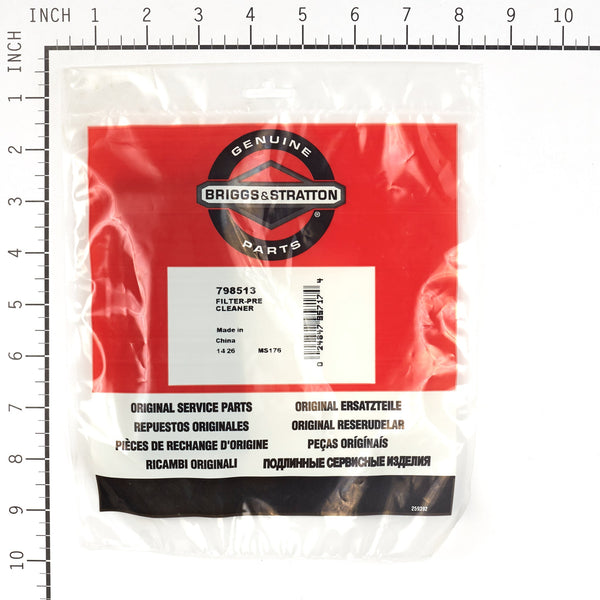 INCH 1 2 3 4 5 6 7 8 9 10
INCH
1
2
3
4
5
6
7
8
9
10
GENUINE
BRIGGS&STRATTON
®
PARTS
798513
FILTER-PRE
CLEANER
Made in
China
14 26 MS176
ORIGINAL SERVICE PARTS ORIGINAL ERSATZTEILE
REPUESTOS ORIGINALES ORIGINAL RESERUDELAR
PIÈCES DE RECHANGE D'ORIGINE PEÇAS ORIGÍNAIS
RICAMBI ORIGINALI ПОДЛИННЫЕ СЕРВИСНЫЕ ИЗДЕЛИЯ
259392